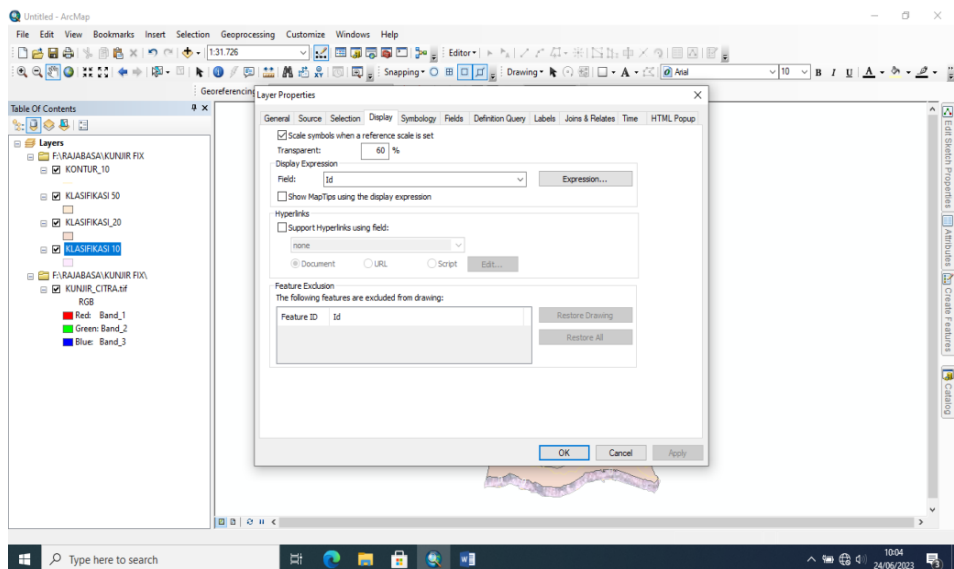 Untitled - ArcMap
File Edit View Bookmarks Insert Selection Geoprocessing Customize Windows Help
1:31.726 Editor
Snapping Drawing A Arial 10 B I U A
Georeferencing
Table Of Contents
Layers
F:\RAJABASA\KUNJIR FIX
KONTUR_10
KLASIFIKASI 50
KLASIFIKASI_20
KLASIFIKASI 10
F:\RAJABASA\KUNJIR FIX\
KUNJIR_CITRA.tif
RGB
Red: Band_1
Green: Band_2
Blue: Band_3
Layer Properties
General Source Selection Display Symbology Fields Definition Query Labels Joins & Relates Time HTML Popup
Scale symbols when a reference scale is set
Transparent: 60 %
Display Expression
Field: Id Expression...
Show MapTips using the display expression
Hyperlinks
Support Hyperlinks using field:
none
Document URL Script Edit...
Feature Exclusion
The following features are excluded from drawing:
Feature ID Id
Restore Drawing
Restore All
OK Cancel Apply
Edit Sketch Properties
Attributes
Create Features
Catalog
Type here to search
10:04
24/06/2023